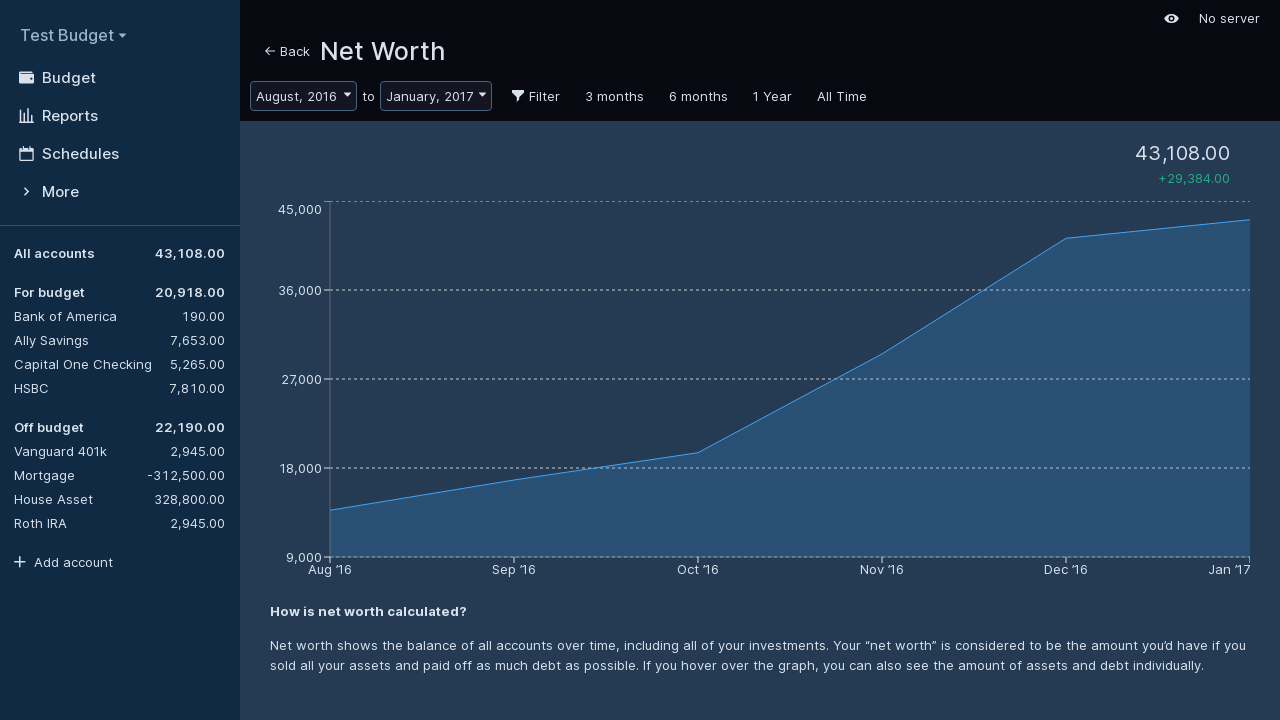 Test Budget
Budget
Reports
Schedules
More
All accounts 43,108.00
For budget 20,918.00
Bank of America 190.00
Ally Savings 7,653.00
Capital One Checking 5,265.00
HSBC 7,810.00
Off budget 22,190.00
Vanguard 401k 2,945.00
Mortgage -312,500.00
House Asset 328,800.00
Roth IRA 2,945.00
Add account
No server
Back Net Worth
August, 2016 to January, 2017 Filter 3 months 6 months 1 Year All Time
43,108.00
+29,384.00
45,000
36,000
27,000
18,000
9,000
Aug ’16 Sep ’16 Oct ’16 Nov ’16 Dec ’16 Jan ’17
How is net worth calculated?
Net worth shows the balance of all accounts over time, including all of your investments. Your “net worth” is considered to be the amount you’d have if you
sold all your assets and paid off as much debt as possible. If you hover over the graph, you can also see the amount of assets and debt individually.